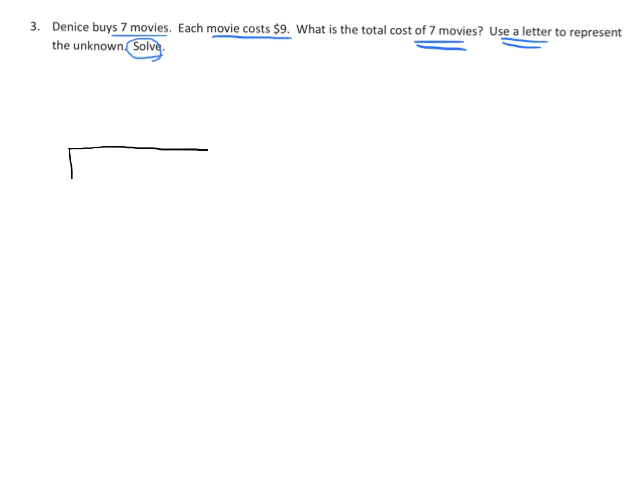 3. Denice buys 7 movies. Each movie costs $9. What is the total cost of 7 movies? Use a letter to represent
the unknown. Solve.